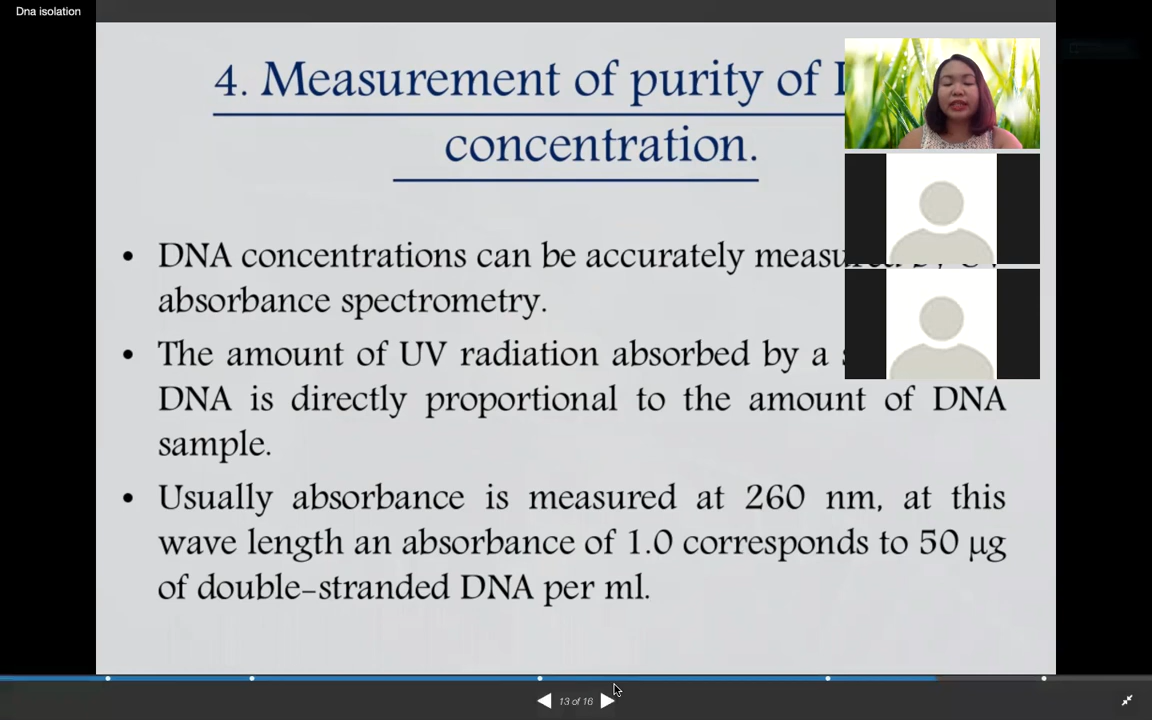 Dna isolation
4. Measurement of purity of
concentration.
• DNA concentrations can be accurately
absorbance spectrometry.
• The amount of UV radiation absorbed by a
DNA is directly proportional to the amount of DNA
sample.
• Usually absorbance is measured at 260 nm, at this
wave length an absorbance of 1.0 corresponds to 50 µg
of double-stranded DNA per ml.
13 of 16